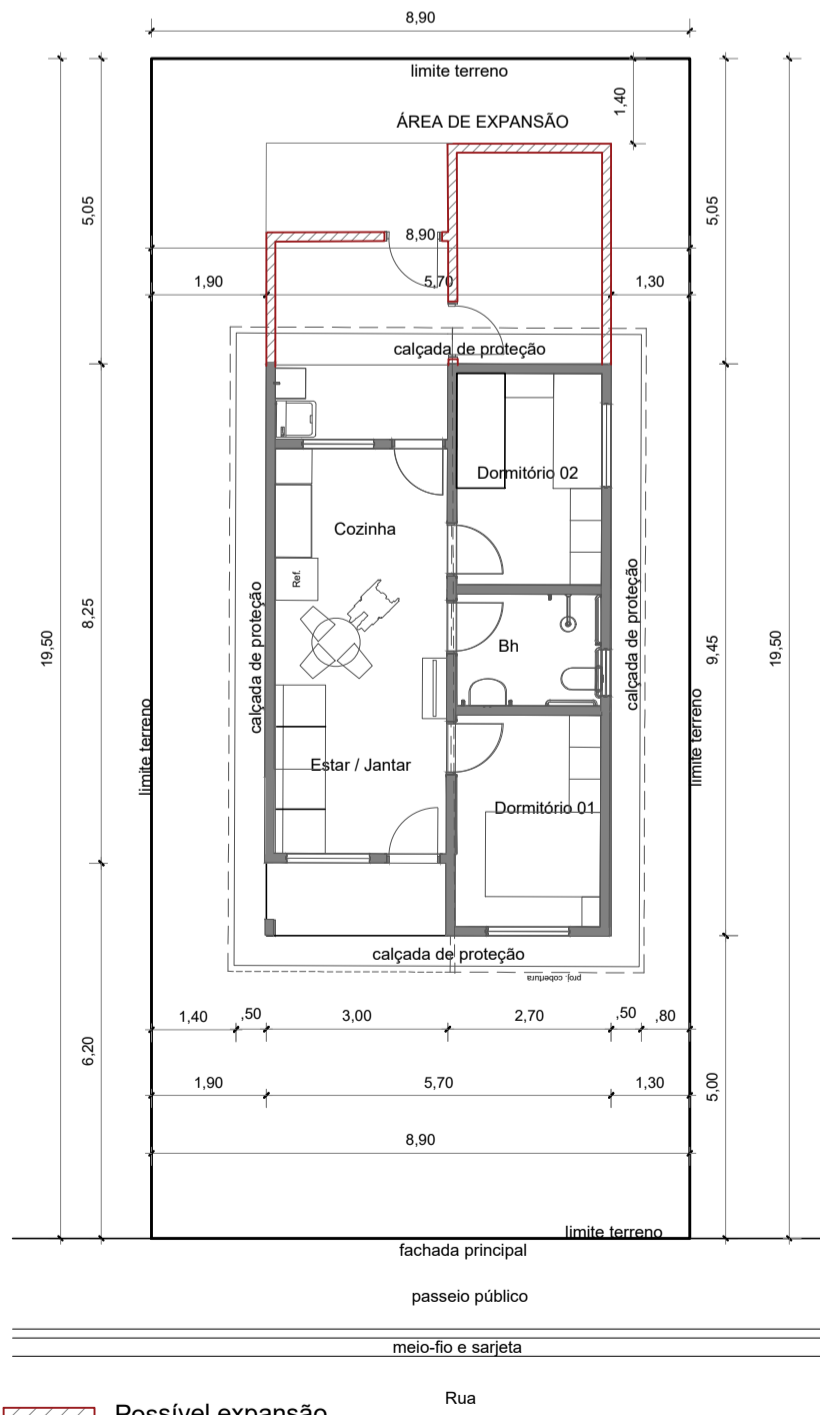 8,90
limite terreno
1,40
ÁREA DE EXPANSÃO
5,05
5,05
8,90
1,90
5,70
1,30
calçada de proteção
Dormitório 02
Cozinha
Ref.
calçada de proteção
calçada de proteção
8,25
19,50
9,45
19,50
Bh
limite terreno
limite terreno
Estar / Jantar
Dormitório 01
calçada de proteção
proj. cobertura
1,40
,50
3,00
2,70
,50
,80
6,20
5,00
1,90
5,70
1,30
8,90
limite terreno
fachada principal
passeio público
meio-fio e sarjeta
Rua
Possível expansão